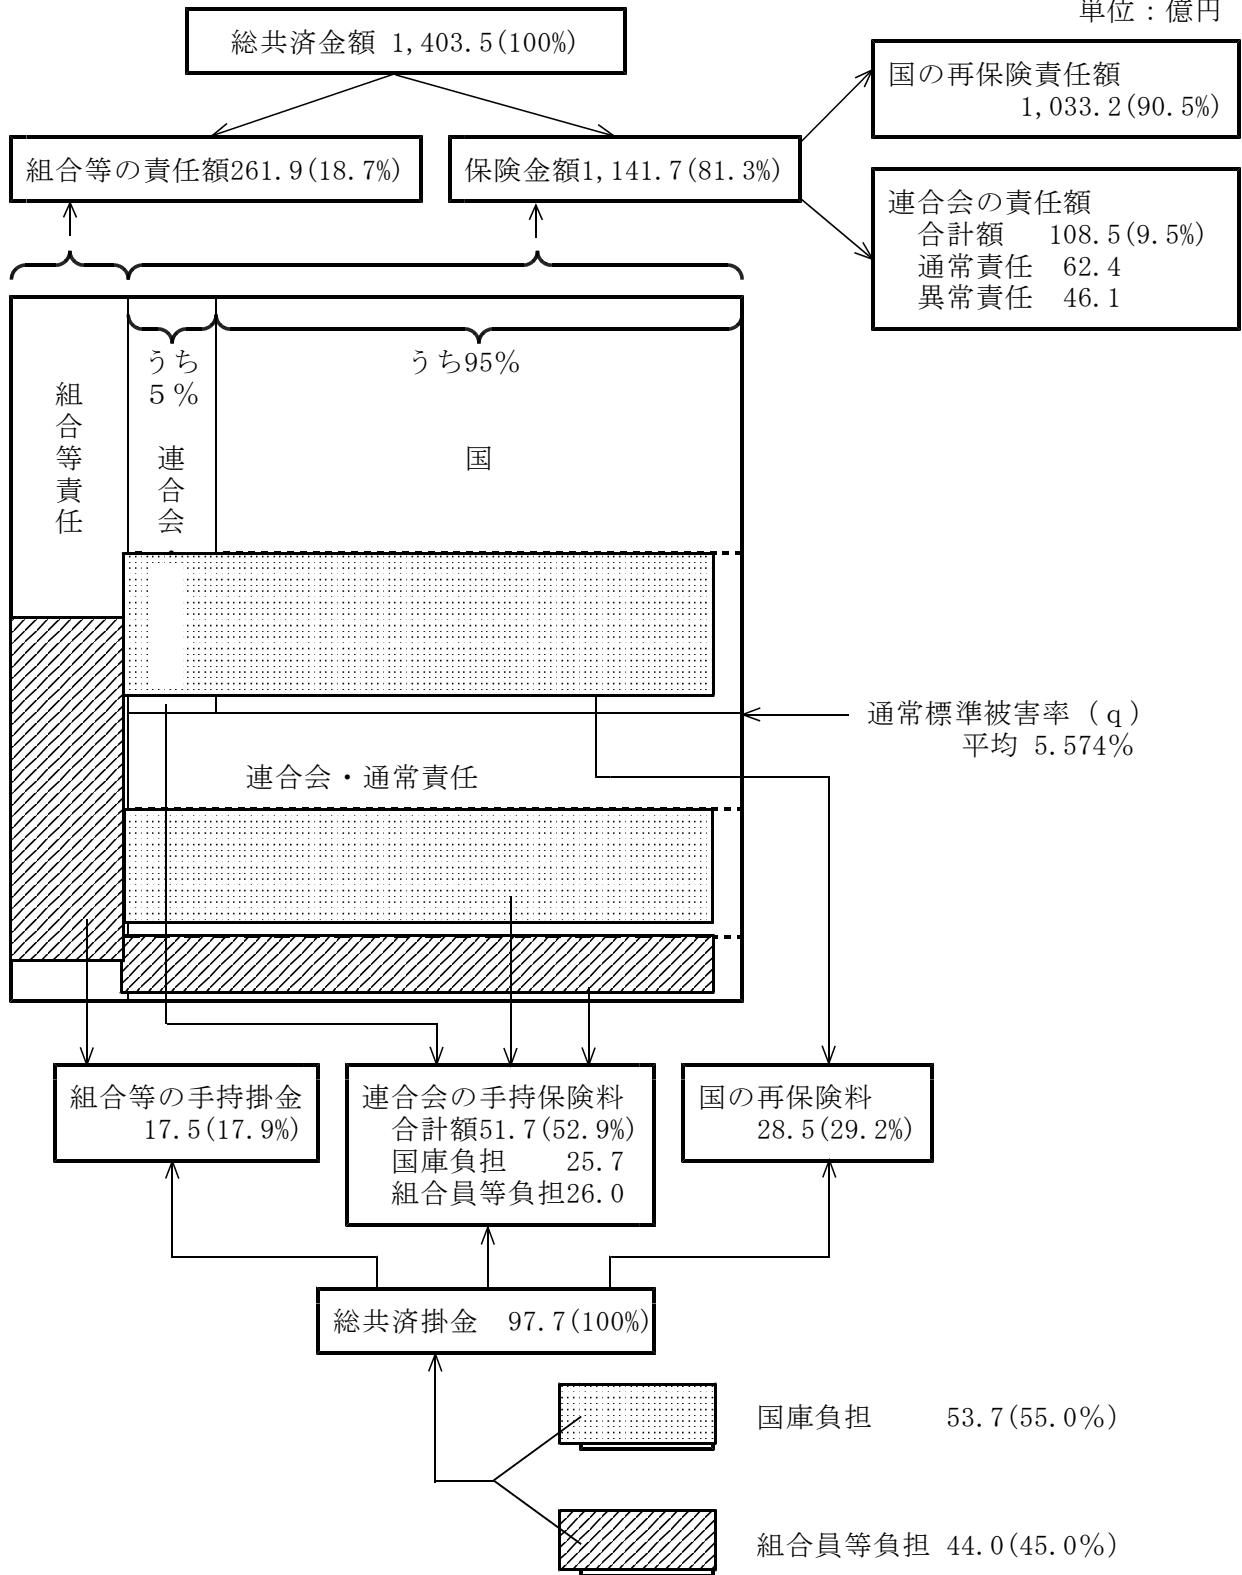 単位：億円
総共済金額 1,403.5(100%)
国の再保険責任額
1,033.2(90.5%)
組合等の責任額261.9(18.7%)
保険金額1,141.7(81.3%)
連合会の責任額
合計額 108.5(9.5%)
通常責任 62.4
異常責任 46.1
うち
５%
うち95%
組合等責任
連合会
国
通常標準被害率（ｑ）
平均 5.574%
連合会・通常責任
組合等の手持掛金
17.5(17.9%)
連合会の手持保険料
合計額51.7(52.9%)
国庫負担 25.7
組合員等負担26.0
国の再保険料
28.5(29.2%)
総共済掛金 97.7(100%)
国庫負担 53.7(55.0%)
組合員等負担 44.0(45.0%)